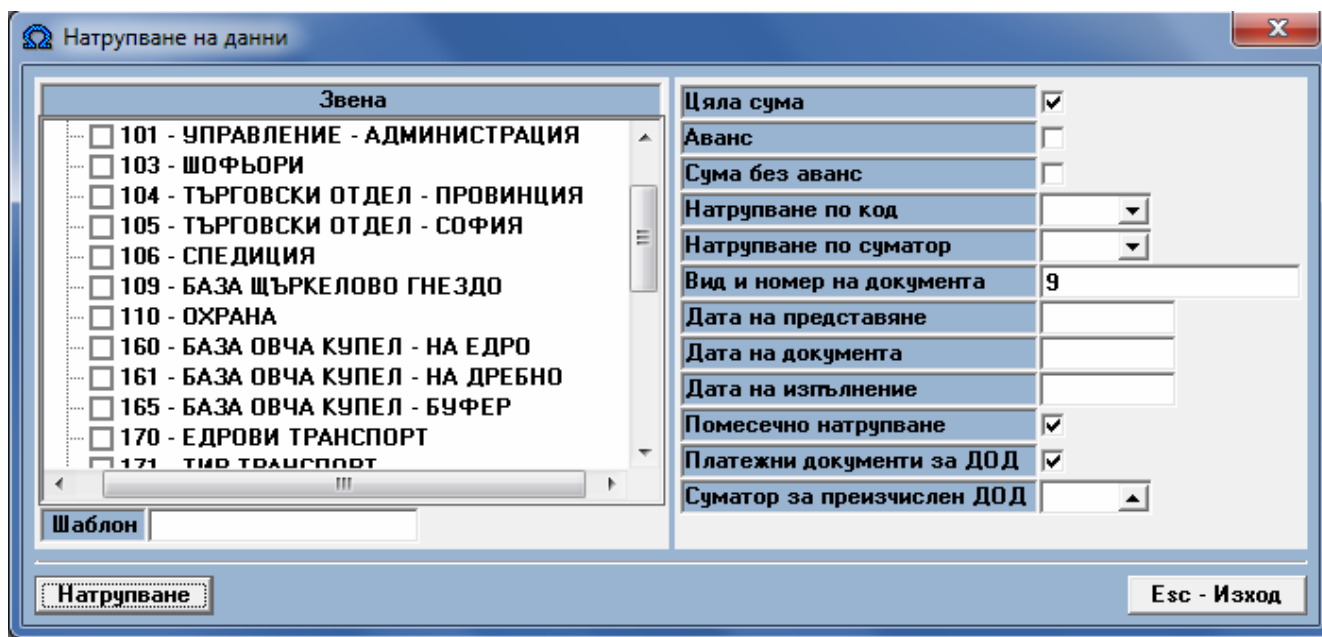 Натрупване на данни
Звена
101 - УПРАВЛЕНИЕ - АДМИНИСТРАЦИЯ
103 - ШОФЬОРИ
104 - ТЪРГОВСКИ ОТДЕЛ - ПРОВИНЦИЯ
105 - ТЪРГОВСКИ ОТДЕЛ - СОФИЯ
106 - СПЕДИЦИЯ
109 - БАЗА ЩЪРКЕЛОВО ГНЕЗДО
110 - ОХРАНА
160 - БАЗА ОВЧА КУПЕЛ - НА ЕДРО
161 - БАЗА ОВЧА КУПЕЛ - НА ДРЕБНО
165 - БАЗА ОВЧА КУПЕЛ - БУФЕР
170 - ЕДРОВИ ТРАНСПОРТ
171 - ТИР ТРАНСПОРТ
Шаблон
Цяла сума
Аванс
Сума без аванс
Натрупване по код
Натрупване по суматор
Вид и номер на документа 9
Дата на представяне
Дата на документа
Дата на изпълнение
Помесечно натрупване
Платежни документи за ДОД
Суматор за преизчислен ДОД
Натрупване
Esc - Изход